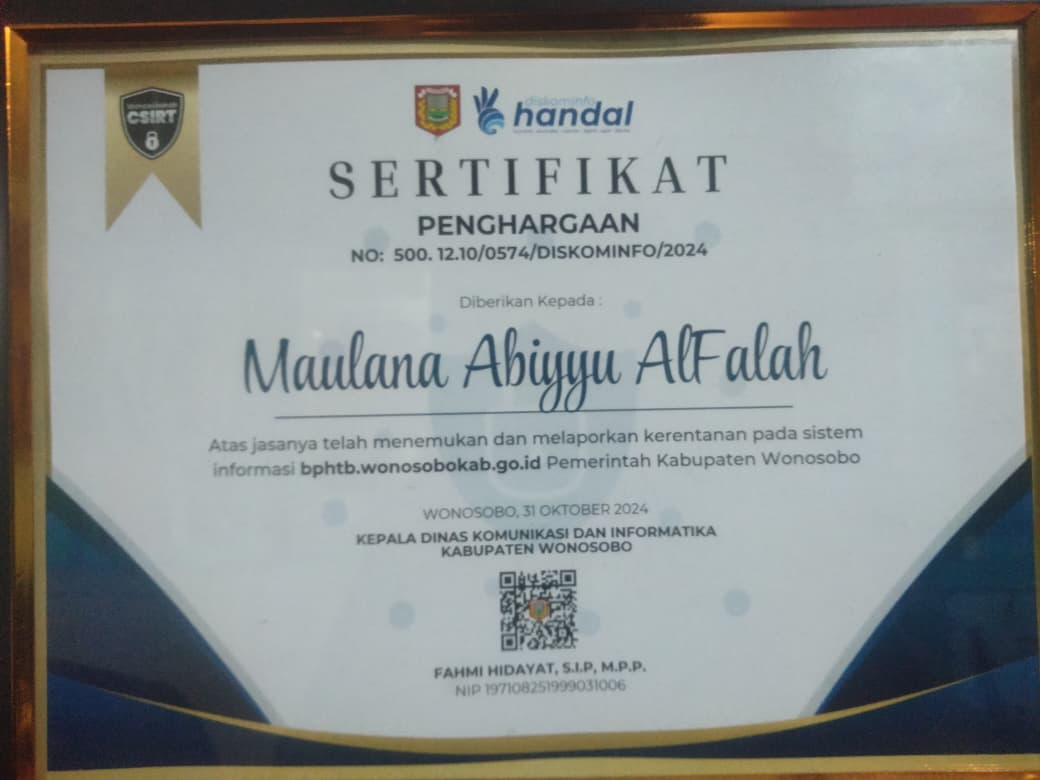 CSIRT
diskominfo
handal
SERTIFIKAT
PENGHARGAAN
NO: 500. 12.10/0574/DISKOMINFO/2024
Diberikan Kepada :
Maulana Abiyyu AlFalah
Atas jasanya telah menemukan dan melaporkan kerentanan pada sistem
informasi bphtb.wonosobokab.go.id Pemerintah Kabupaten Wonosobo
WONOSOBO, 31 OKTOBER 2024
KEPALA DINAS KOMUNIKASI DAN INFORMATIKA
KABUPATEN WONOSOBO
FAHMI HIDAYAT, S.I.P, M.P.P.
NIP 197108251999031006